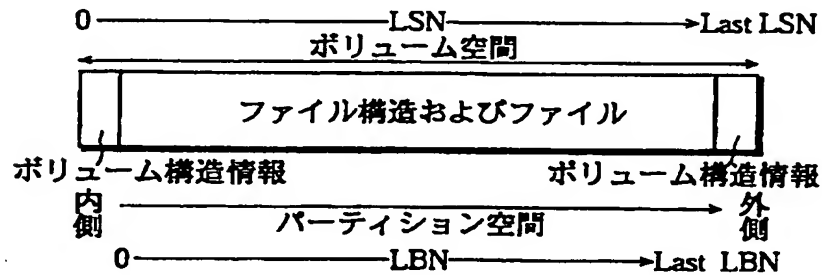 0 LSN Last LSN
ボリューム空間
ファイル構造およびファイル
ボリューム構造情報 ボリューム構造情報
内側 パーティション空間 外側
0 LBN Last LBN